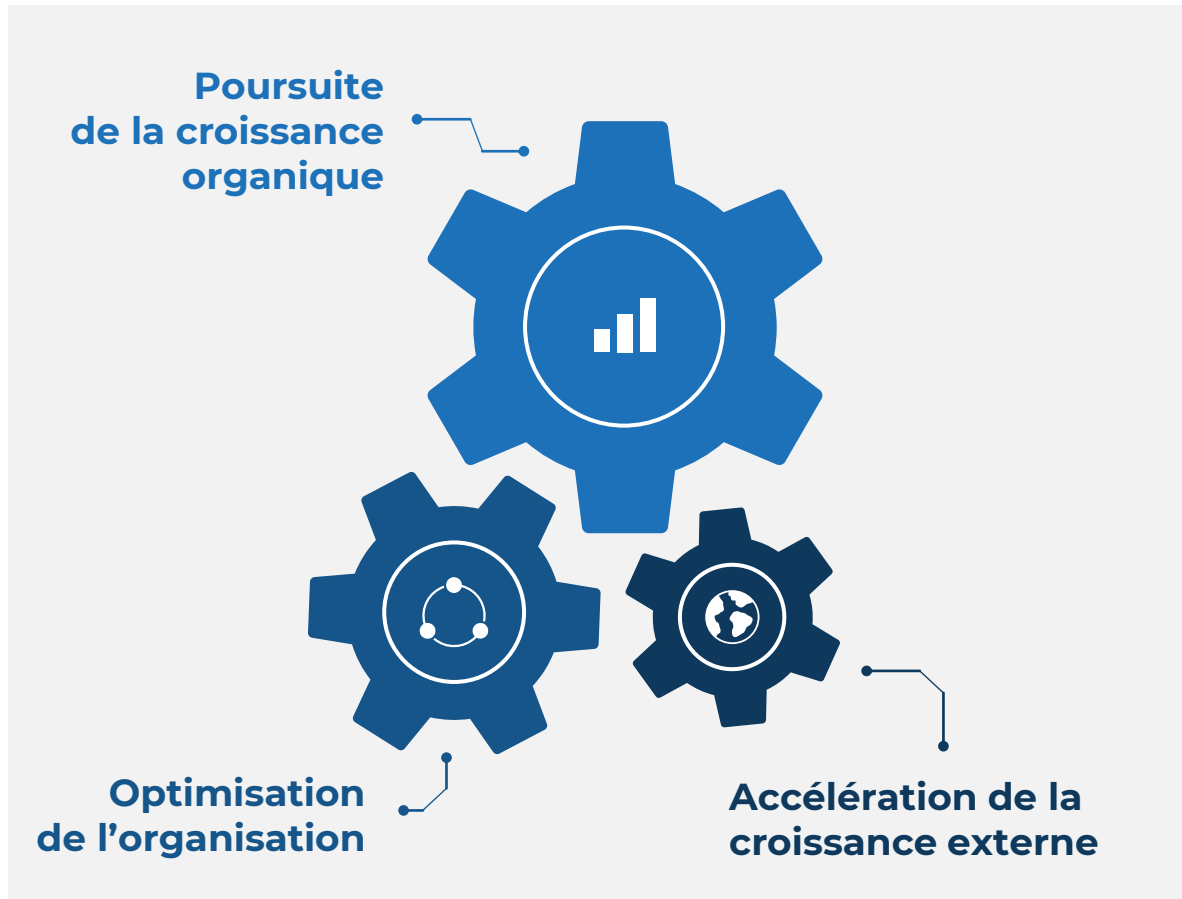 Poursuite
de la croissance
organique
Optimisation
de l’organisation
Accélération de la
croissance externe